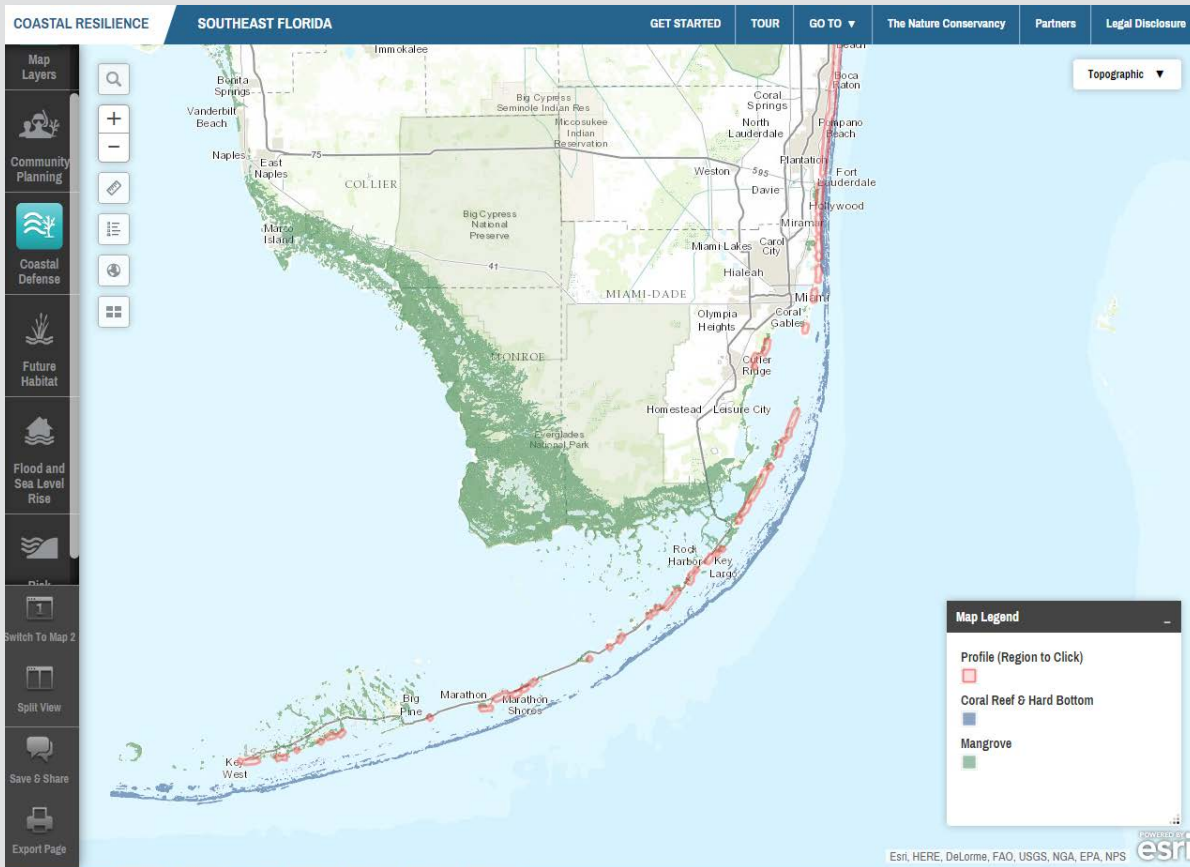 COASTAL RESILIENCE
SOUTHEAST FLORIDA
GET STARTED
TOUR
GO TO ▼
The Nature Conservancy
Partners
Legal Disclosure
Map
Layers
Community
Planning
Coastal
Defense
Future
Habitat
Flood and
Sea Level
Rise
1
Switch To Map 2
Split View
Save & Share
Export Page
+
−
Topographic ▼
Immokalee
Bonita
Springs
Vanderbilt
Beach
Naples
East
Naples
75
COLLIER
Marco
Island
Big Cypress
Seminole Indian Res
Miccosukee
Indian
Reservation
Big Cypress
National
Preserve
41
MONROE
Everglades
National Park
MIAMI-DADE
Beach
Boca
Raton
Coral
Springs
North
Lauderdale
Pompano
Beach
Plantation
Weston
595
Davie
Fort
Lauderdale
Hollywood
Miramar
Miami Lakes
Carol
City
Hialeah
Miami
Olympia
Heights
Coral
Gables
Cutler
Ridge
Homestead
Leisure City
Rock
Harbor
Key
Largo
Big
Pine
Marathon
Marathon
Shores
Key
West
Map Legend
Profile (Region to Click)
Coral Reef & Hard Bottom
Mangrove
Esri, HERE, DeLorme, FAO, USGS, NGA, EPA, NPS
POWERED BY
esri